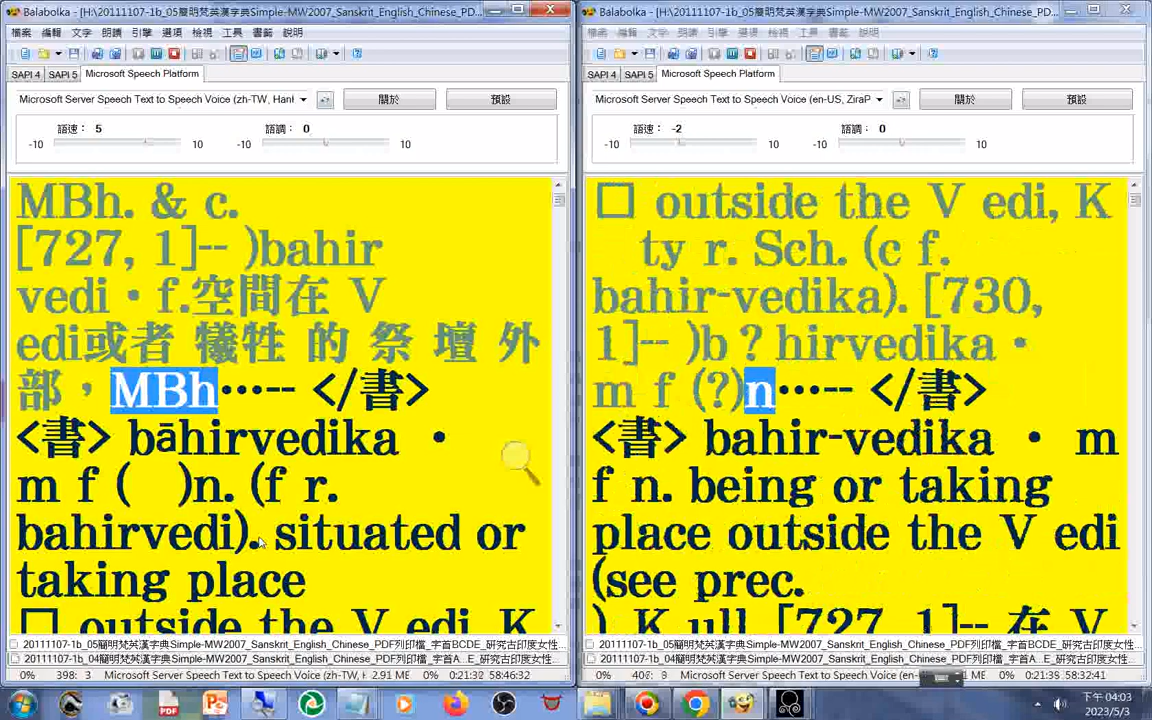 Balabolka - [H:\20111107-1b_05簡明梵英漢字典Simple-MW2007_Sanskrit_English_Chinese_PD...
檔案 編輯 文字 朗讀 引擎 選項 檢視 工具 書籤 說明
SAPI 4 SAPI 5 Microsoft Speech Platform
Microsoft Server Speech Text to Speech Voice (zh-TW, Hanl
關於 預設
語速： 5 語調： 0
-10 10 -10 10
MBh. & c.
[727, 1]-- )bahir
vedi • f.空間在 V
edi或者 犧牲 的 祭 壇 外
部，MBh…-- </書>
<書> bāhirvedika •
m f ( )n. (f r.
bahirvedi). situated or
taking place
□ outside the V edi, K
20111107-1b_05簡明梵英漢字典Simple-MW2007_Sanskrit_English_Chinese_PDF列印檔_字首BCDE_研究古印度女性...
20111107-1b_04簡明梵英漢字典Simple-MW2007_Sanskrit_English_Chinese_PDF列印檔_字首A...E_研究古印度女性...
0% 398: 3 Microsoft Server Speech Text to Speech Voice (zh-TW, H 2.91 ME 0% 0:21:32 58:46:32
Balabolka - [H:\20111107-1b_05簡明梵英漢字典Simple-MW2007_Sanskrit_English_Chinese_PD...
檔案 編輯 文字 朗讀 引擎 選項 檢視 工具 書籤 說明
SAPI 4 SAPI 5 Microsoft Speech Platform
Microsoft Server Speech Text to Speech Voice (en-US, ZiraP
關於 預設
語速： -2 語調： 0
-10 10 -10 10
□ outside the V edi, K
ty r. Sch. (c f.
bahir-vedika). [730,
1]-- )b？hirvedika •
m f (?)n…-- </書>
<書> bahir-vedika • m
f n. being or taking
place outside the V edi
(see prec.
), K ull. [727, 1]-- 在 V
20111107-1b_05簡明梵英漢字典Simple-MW2007_Sanskrit_English_Chinese_PDF列印檔_字首BCDE_研究古印度女性...
20111107-1b_04簡明梵英漢字典Simple-MW2007_Sanskrit_English_Chinese_PDF列印檔_字首A...E_研究古印度女性...
0% Microsoft Server Speech Text to Speech Voice 0% 0:21:39 58:32:41
PDF
下午 04:03
2023/5/3